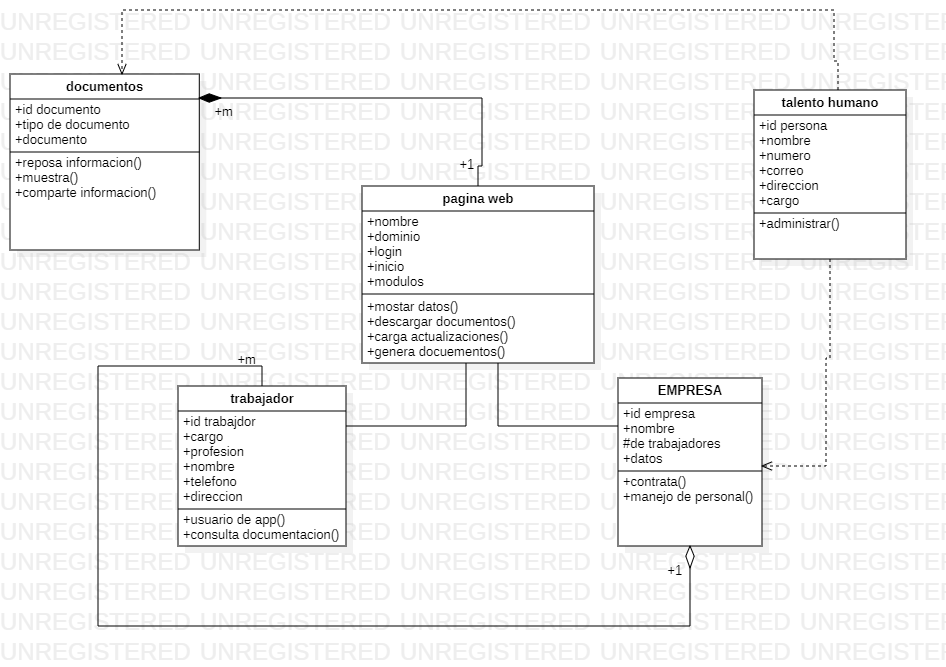 documentos
+id documento
+tipo de documento
+documento
+reposa informacion()
+muestra()
+comparte informacion()
+m
+1
talento humano
+id persona
+nombre
+numero
+correo
+direccion
+cargo
+administrar()
pagina web
+nombre
+dominio
+login
+inicio
+modulos
+mostar datos()
+descargar documentos()
+carga actualizaciones()
+genera docuementos()
+m
trabajador
+id trabajdor
+cargo
+profesion
+nombre
+telefono
+direccion
+usuario de app()
+consulta documentacion()
EMPRESA
+id empresa
+nombre
#de trabajadores
+datos
+contrata()
+manejo de personal()
+1
UNREGISTERED